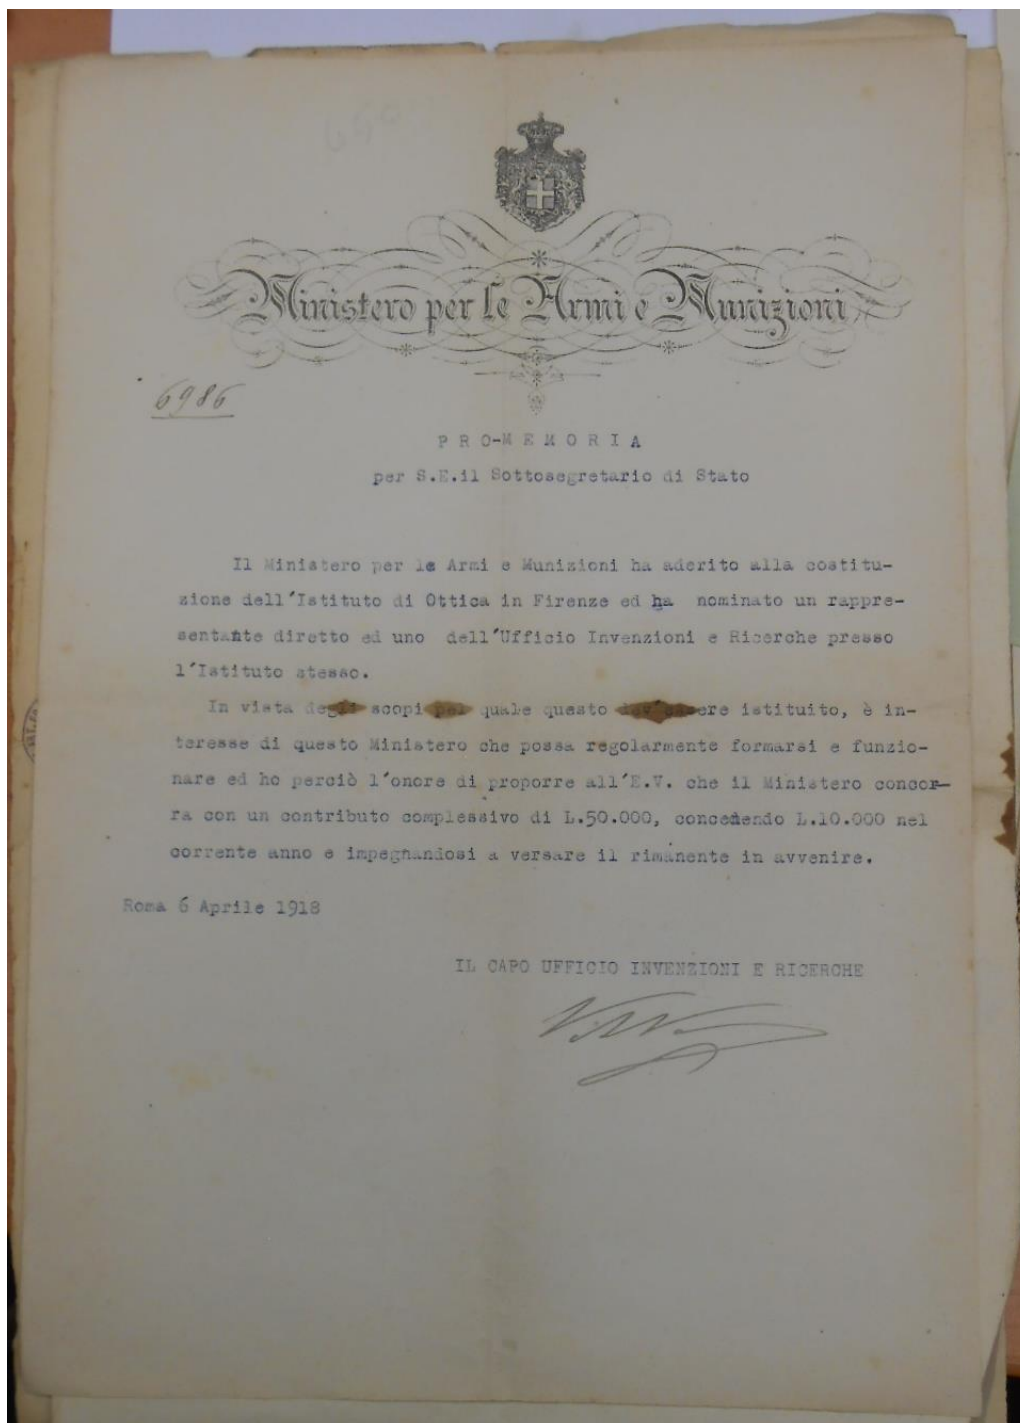 Ministero per le Armi e Munizioni
6986
PRO-MEMORIA
per S.E.il Sottosegretario di Stato
Il Ministero per le Armi e Munizioni ha aderito alla costitu-
zione dell'Istituto di Ottica in Firenze ed ha nominato un rappre-
sentante diretto ed uno dell'Ufficio Invenzioni e Ricerche presso
l'Istituto stesso.
In vista degli scopi pel quale questo dev'essere istituito, è in-
teresse di questo Ministero che possa regolarmente formarsi e funzio-
nare ed ho perciò l'onore di proporre all'E.V. che il Ministero concor-
ra con un contributo complessivo di L.50.000, concedendo L.10.000 nel
corrente anno e impegnandosi a versare il rimanente in avvenire.
Roma 6 Aprile 1918
IL CAPO UFFICIO INVENZIONI E RICERCHE